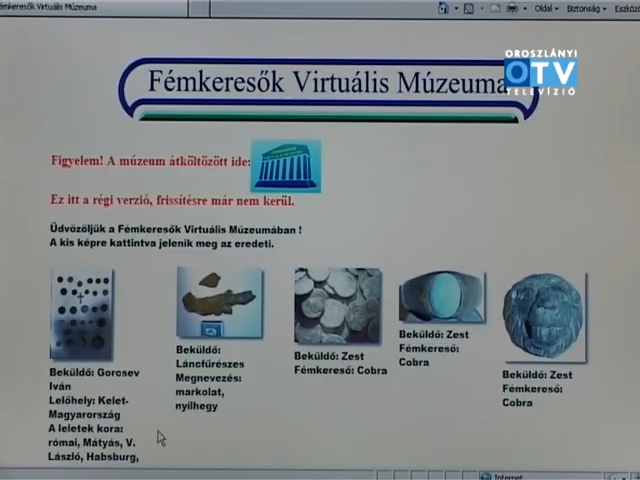 Fémkeresők Virtuális Múzeuma
Oldal
Biztonság
Eszközö
OROSZLÁNYI
OTV
TELEVÍZIÓ
Fémkeresők Virtuális Múzeuma
Figyelem! A múzeum átköltözött ide:
Ez itt a régi verzió, frissítésre már nem kerül.
Üdvözöljük a Fémkeresők Virtuális Múzeumában !
A kis képre kattintva jelenik meg az eredeti.
Beküldő: Gorcsev
Iván
Lelőhely: Kelet-
Magyarország
A leletek kora:
római, Mátyás, V.
László, Habsburg,
Beküldő:
Láncfűrészes
Megnevezés:
markolat,
nyílhegy
Beküldő: Zest
Fémkereső: Cobra
Beküldő: Zest
Fémkereső:
Cobra
Beküldő: Zest
Fémkereső:
Cobra
Internet